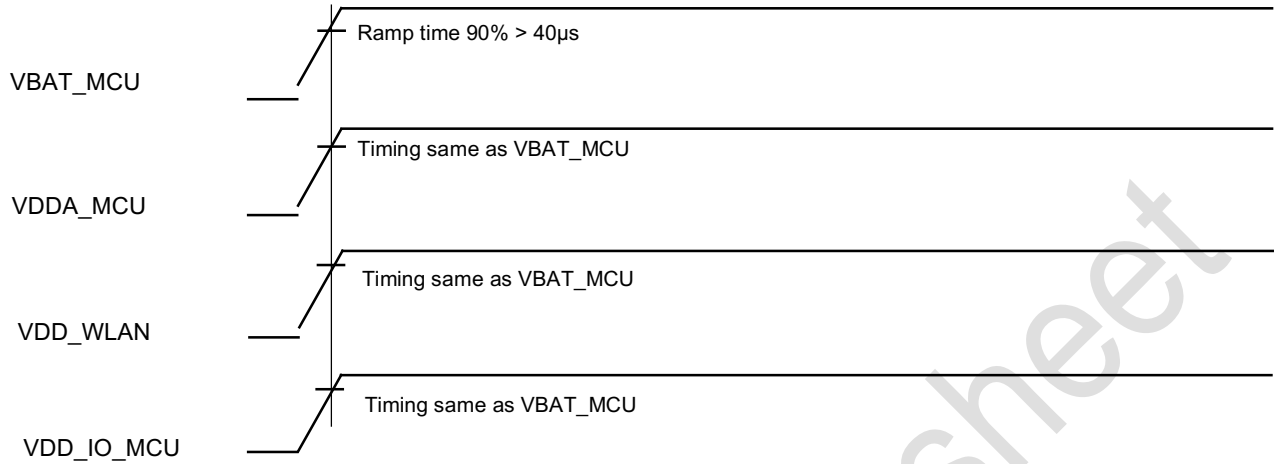 Ramp time 90% > 40µs
VBAT_MCU
Timing same as VBAT_MCU
VDDA_MCU
Timing same as VBAT_MCU
VDD_WLAN
Timing same as VBAT_MCU
VDD_IO_MCU
sheet